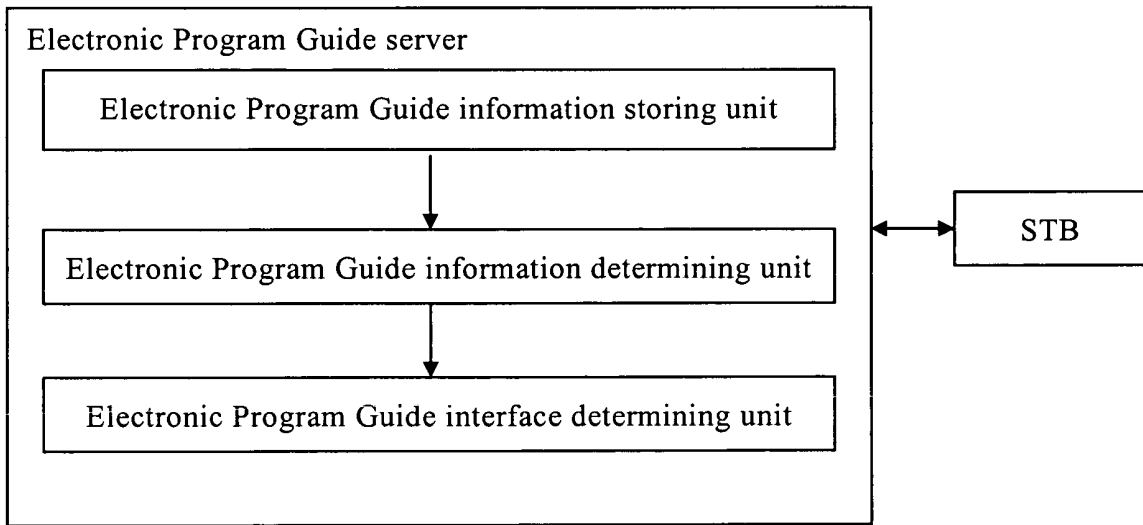 Electronic Program Guide server
Electronic Program Guide information storing unit
Electronic Program Guide information determining unit
STB
Electronic Program Guide interface determining unit